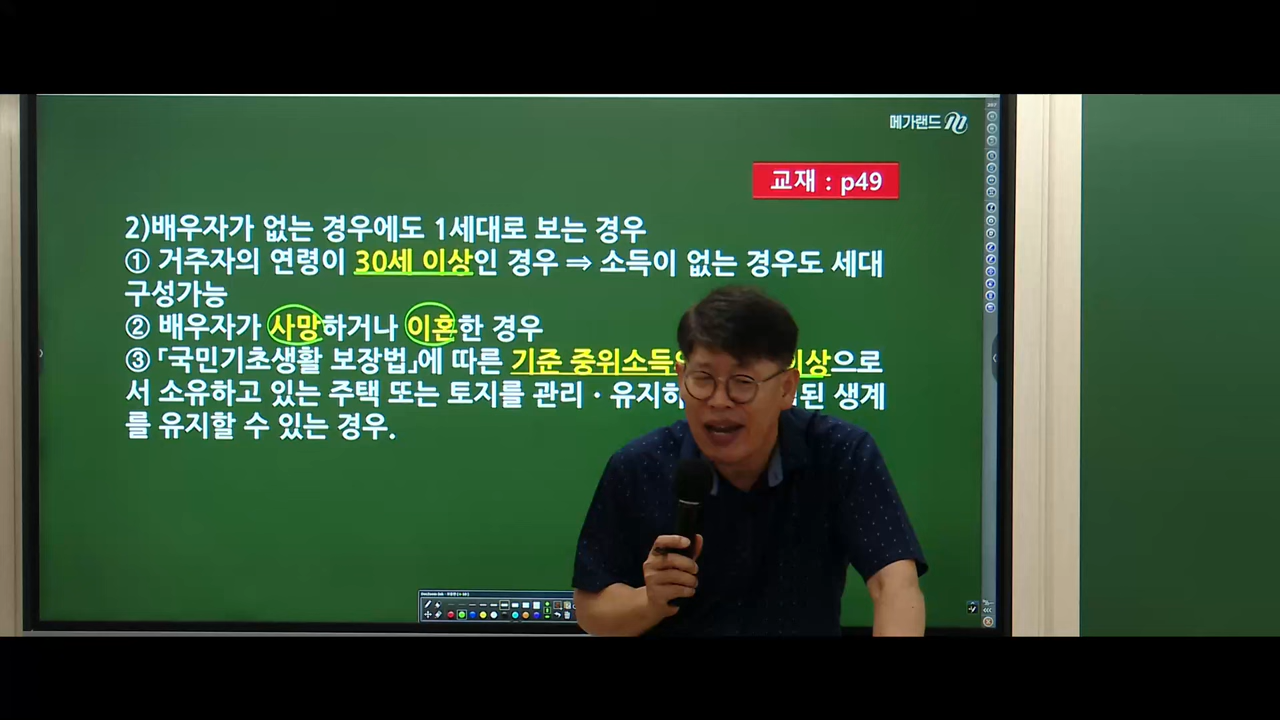 메가랜드
교재 : p49
2)배우자가 없는 경우에도 1세대로 보는 경우
① 거주자의 연령이 30세 이상인 경우 ⇒ 소득이 없는 경우도 세대
구성가능
② 배우자가 사망하거나 이혼한 경우
③ ｢국민기초생활 보장법｣에 따른 기준 중위소득 이상으로
서 소유하고 있는 주택 또는 토지를 관리 · 유지하 된 생계
를 유지할 수 있는 경우.